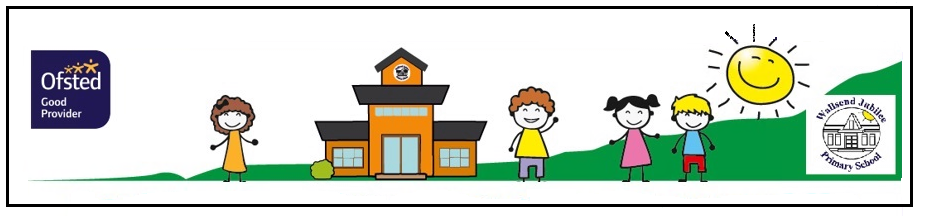 Ofsted
Good
Provider
Wallsend Jubilee
Primary School